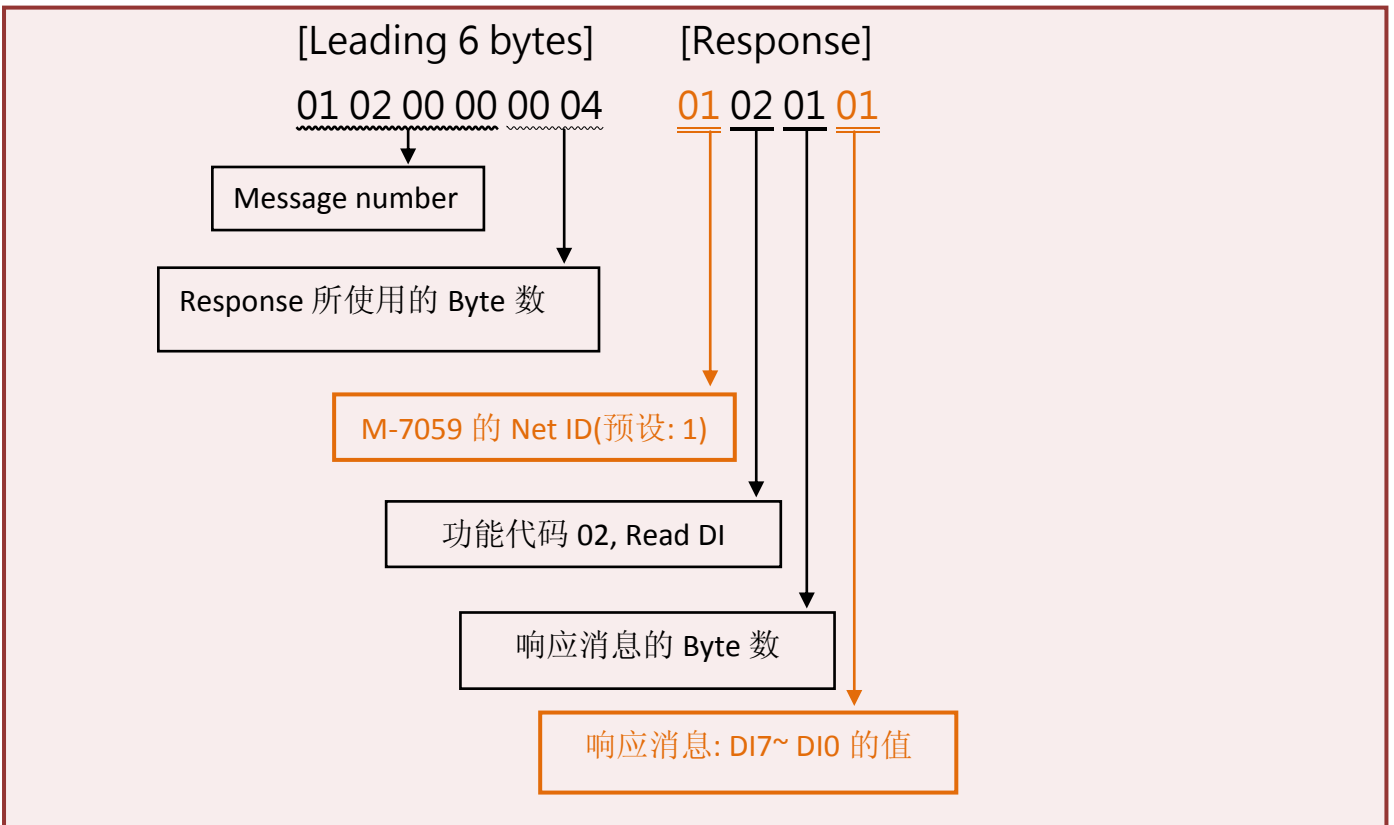 [Leading 6 bytes] [Response]
01 02 00 00 00 04 01 02 01 01
Message number
Response 所使用的 Byte 数
M-7059 的 Net ID(预设: 1)
功能代码 02, Read DI
响应消息的 Byte 数
响应消息: DI7~ DI0 的值